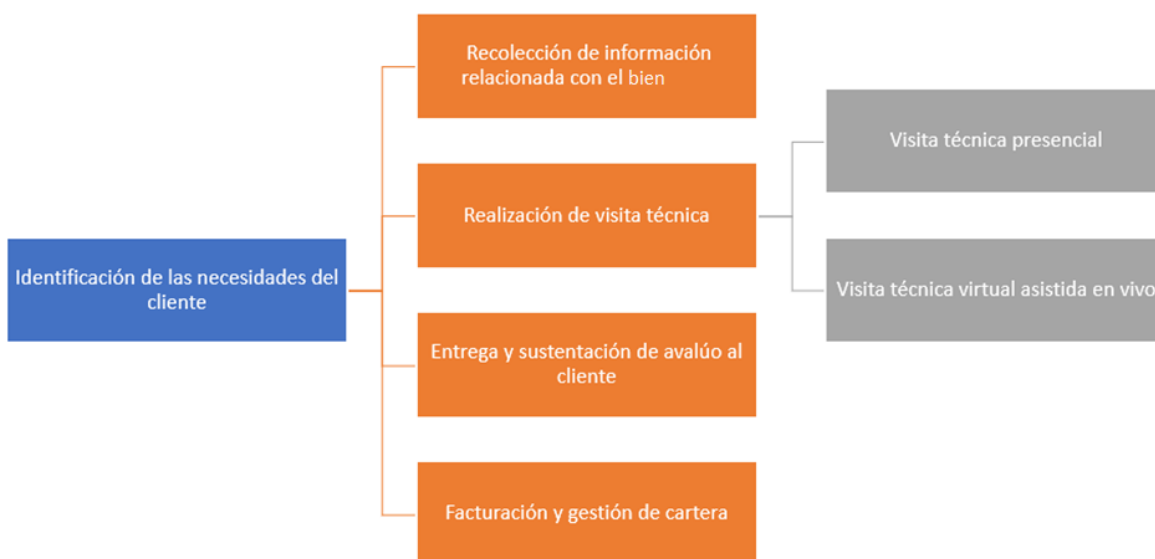 Recolección de información
relacionada con el bien
Visita técnica presencial
Realización de visita técnica
Identificación de las necesidades del
cliente
Visita técnica virtual asistida en vivo
Entrega y sustentación de avalúo al
cliente
Facturación y gestión de cartera